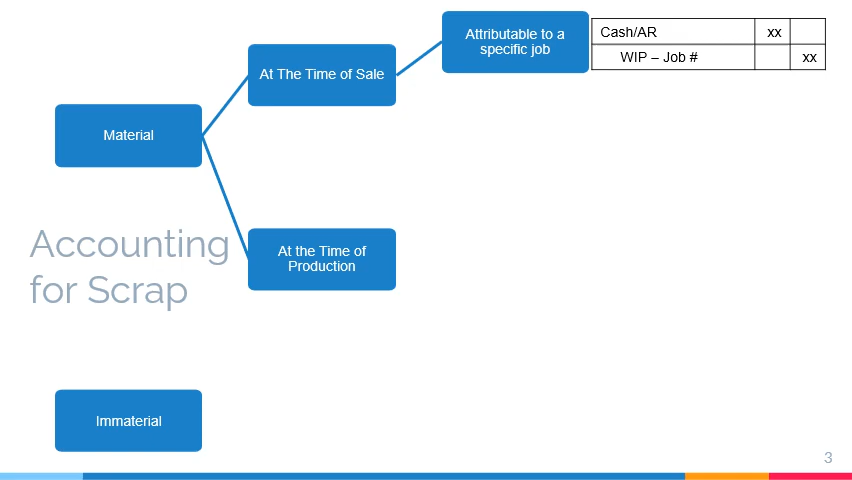 Attributable to a
specific job
Cash/AR xx
WIP – Job # xx
At The Time of Sale
Material
Accounting
for Scrap
At the Time of
Production
Immaterial
3